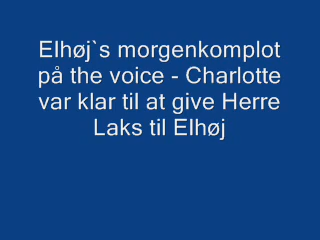 Elhøj`s morgenkomplot
på the voice - Charlotte
var klar til at give Herre
Laks til Elhøj